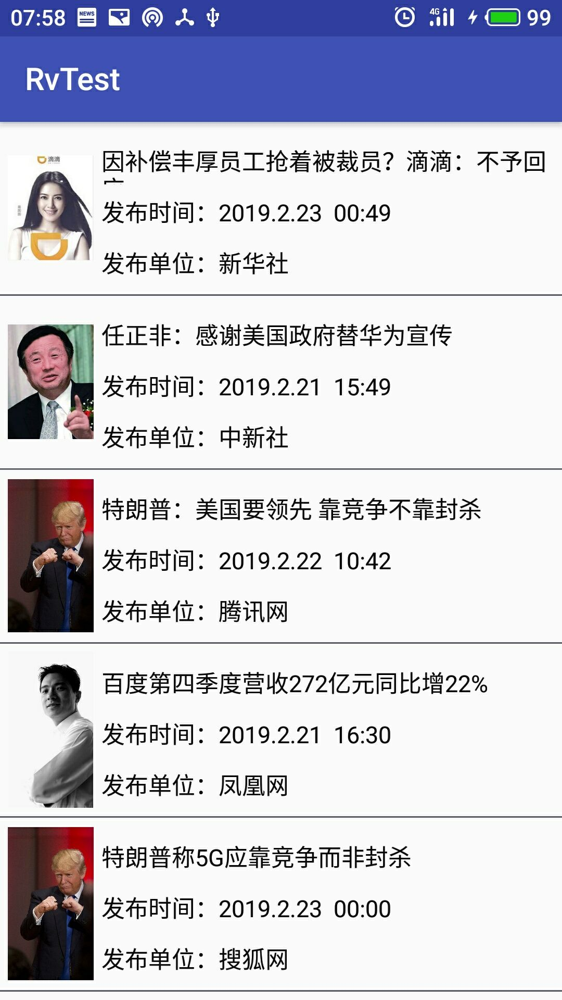 07:58 NEWS 4G 99
RvTest
滴滴
因补偿丰厚员工抢着被裁员？滴滴：不予回
发布时间：2019.2.23 00:49
发布单位：新华社
任正非：感谢美国政府替华为宣传
发布时间：2019.2.21 15:49
发布单位：中新社
特朗普：美国要领先 靠竞争不靠封杀
发布时间：2019.2.22 10:42
发布单位：腾讯网
百度第四季度营收272亿元同比增22%
发布时间：2019.2.21 16:30
发布单位：凤凰网
特朗普称5G应靠竞争而非封杀
发布时间：2019.2.23 00:00
发布单位：搜狐网